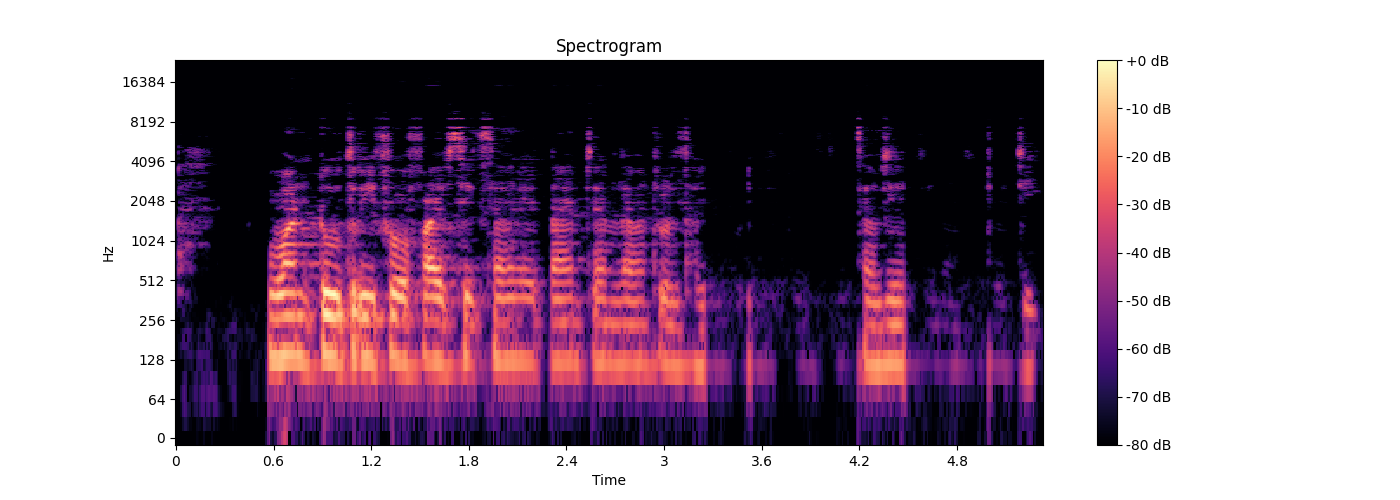 Spectrogram
16384
8192
4096
2048
1024
512
256
128
64
0
Hz
0 0.6 1.2 1.8 2.4 3 3.6 4.2 4.8
Time
+0 dB
-10 dB
-20 dB
-30 dB
-40 dB
-50 dB
-60 dB
-70 dB
-80 dB